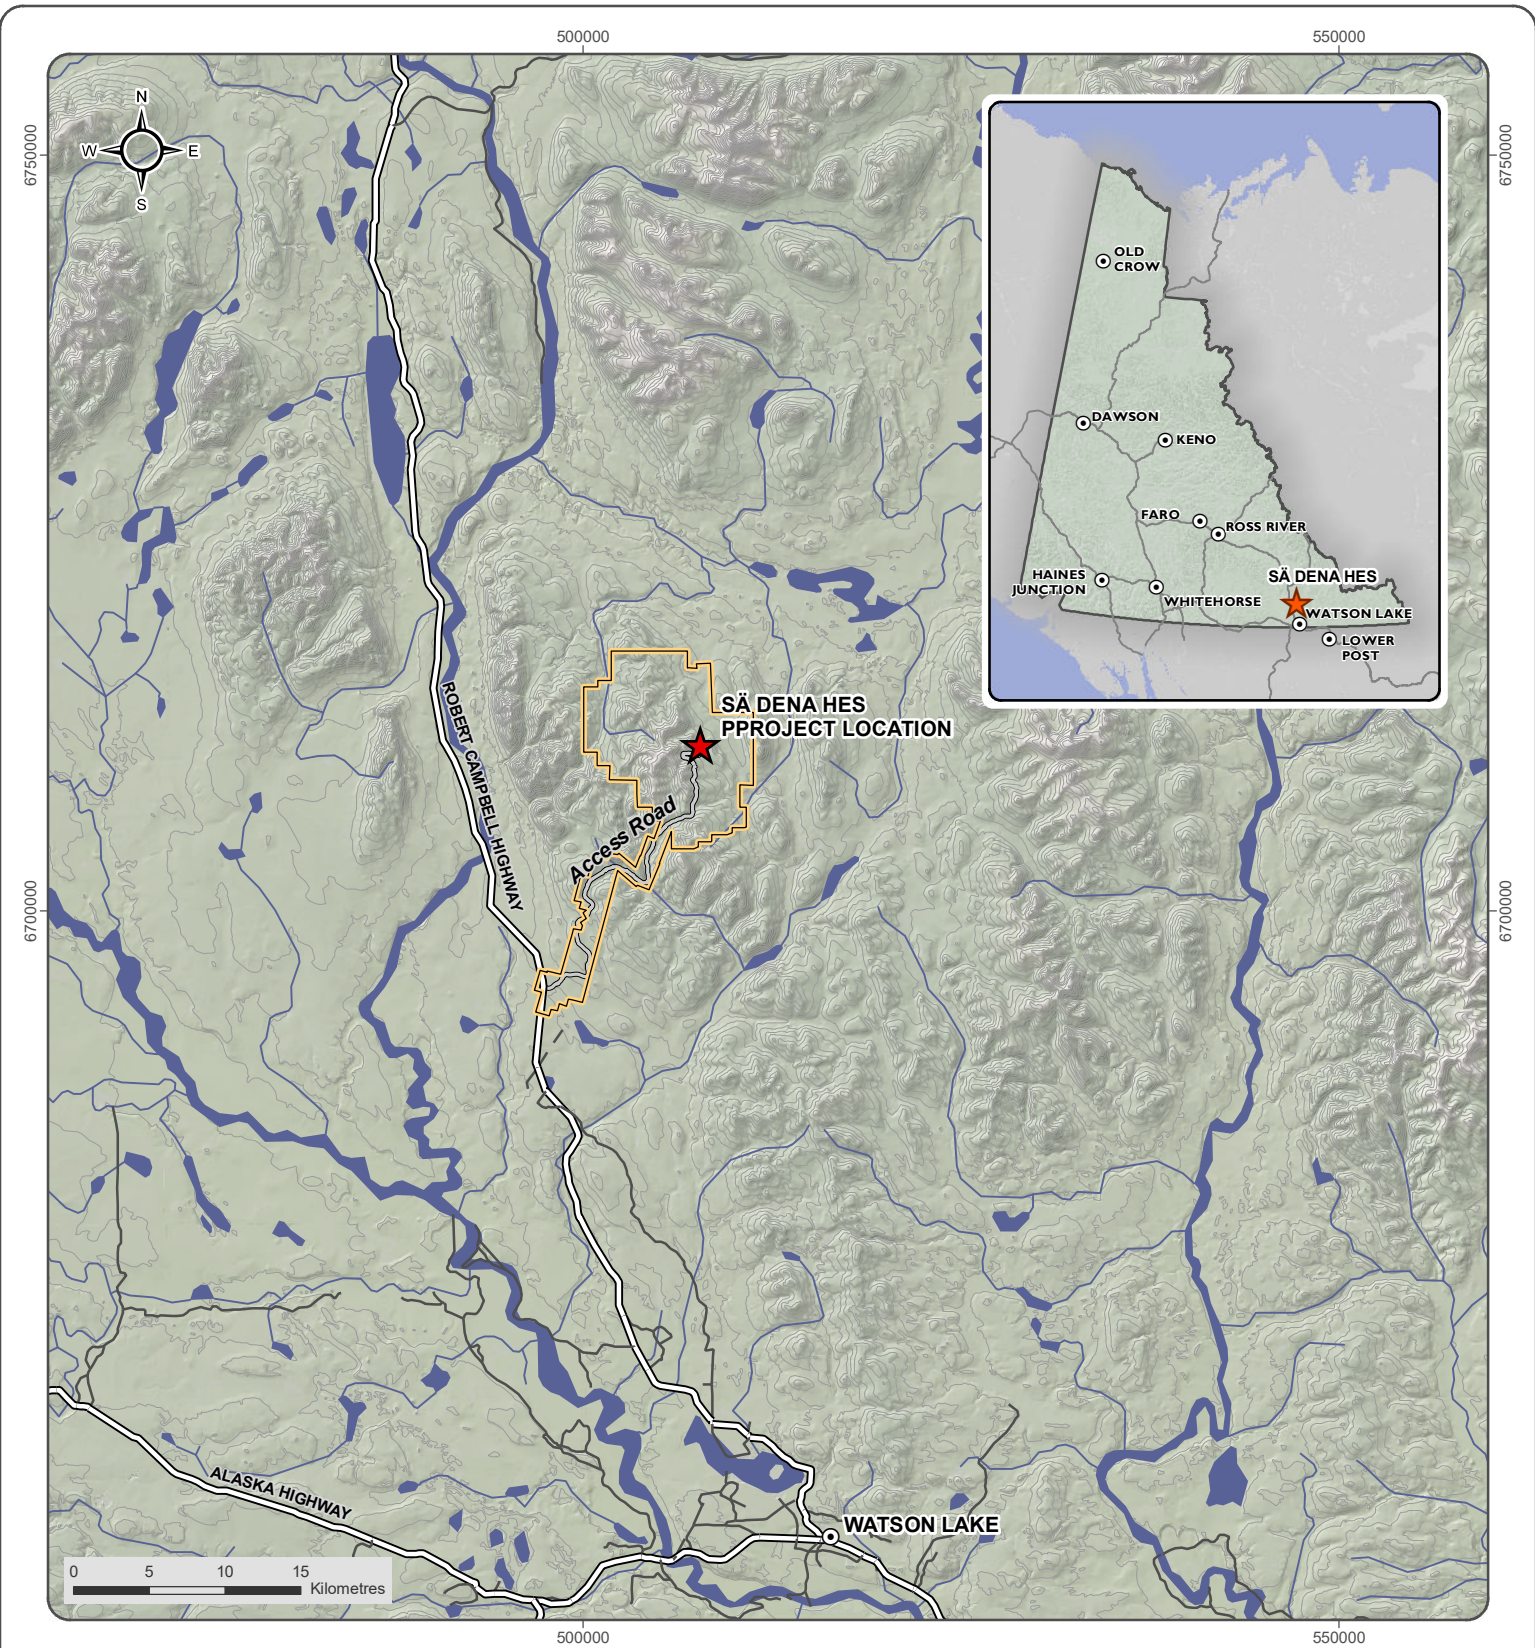 500000
550000
6750000
6750000
N
W
E
S
OLD
CROW
DAWSON
KENO
FARO
ROSS RIVER
HAINES
JUNCTION
WHITEHORSE
SÄ DENA HES
WATSON LAKE
LOWER
POST
SÄ DENA HES
PPROJECT LOCATION
ROBERT CAMPBELL HIGHWAY
Access Road
6700000
6700000
ALASKA HIGHWAY
WATSON LAKE
0 5 10 15
Kilometres
500000
550000